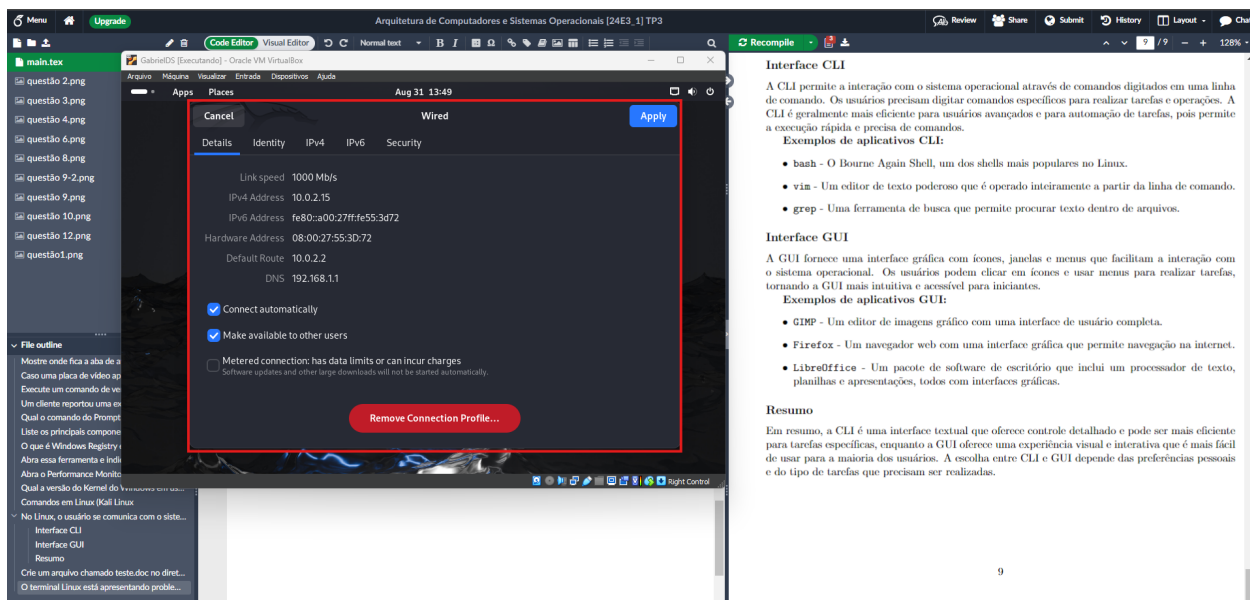 Menu
Upgrade
Arquitetura de Computadores e Sistemas Operacionais [24E3_1] TP3
Review
Share
Submit
History
Layout
Chat
Code Editor
Visual Editor
Normal text
B I Ω
Recompile
9 / 9
128%
main.tex
questão 2.png
questão 3.png
questão 4.png
questão 6.png
questão 8.png
questão 9-2.png
questão 9.png
questão 10.png
questão 12.png
questão1.png
File outline
Mostre onde fica a aba de a
Caso uma placa de vídeo ap
Execute um comando de ve
Um cliente reportou uma ex
Qual o comando do Prompt
Liste os principais compone
O que é Windows Registry
Abra essa ferramenta e indi
Abra o Performance Monito
Qual a versão do Kernel do Windows em us...
Comandos em Linux (Kali Linux
No Linux, o usuário se comunica com o siste...
Interface CLI
Interface GUI
Resumo
Crie um arquivo chamado teste.doc no diret...
O terminal Linux está apresentando proble...
GabrielDS [Executando] - Oracle VM VirtualBox
Arquivo Máquina Visualizar Entrada Dispositivos Ajuda
Apps Places
Aug 31 13:49
Cancel
Wired
Apply
Details Identity IPv4 IPv6 Security
Link speed 1000 Mb/s
IPv4 Address 10.0.2.15
IPv6 Address fe80::a00:27ff:fe55:3d72
Hardware Address 08:00:27:55:3D:72
Default Route 10.0.2.2
DNS 192.168.1.1
Connect automatically
Make available to other users
Metered connection: has data limits or can incur charges
Software updates and other large downloads will not be started automatically.
Remove Connection Profile...
Right Control
Interface CLI
A CLI permite a interação com o sistema operacional através de comandos digitados em uma linha
de comando. Os usuários precisam digitar comandos específicos para realizar tarefas e operações. A
CLI é geralmente mais eficiente para usuários avançados e para automação de tarefas, pois permite
a execução rápida e precisa de comandos.
Exemplos de aplicativos CLI:
• bash - O Bourne Again Shell, um dos shells mais populares no Linux.
• vim - Um editor de texto poderoso que é operado inteiramente a partir da linha de comando.
• grep - Uma ferramenta de busca que permite procurar texto dentro de arquivos.
Interface GUI
A GUI fornece uma interface gráfica com ícones, janelas e menus que facilitam a interação com
o sistema operacional. Os usuários podem clicar em ícones e usar menus para realizar tarefas,
tornando a GUI mais intuitiva e acessível para iniciantes.
Exemplos de aplicativos GUI:
• GIMP - Um editor de imagens gráfico com uma interface de usuário completa.
• Firefox - Um navegador web com uma interface gráfica que permite navegação na internet.
• LibreOffice - Um pacote de software de escritório que inclui um processador de texto,
planilhas e apresentações, todos com interfaces gráficas.
Resumo
Em resumo, a CLI é uma interface textual que oferece controle detalhado e pode ser mais eficiente
para tarefas específicas, enquanto a GUI oferece uma experiência visual e interativa que é mais fácil
de usar para a maioria dos usuários. A escolha entre CLI e GUI depende das preferências pessoais
e do tipo de tarefas que precisam ser realizadas.
9